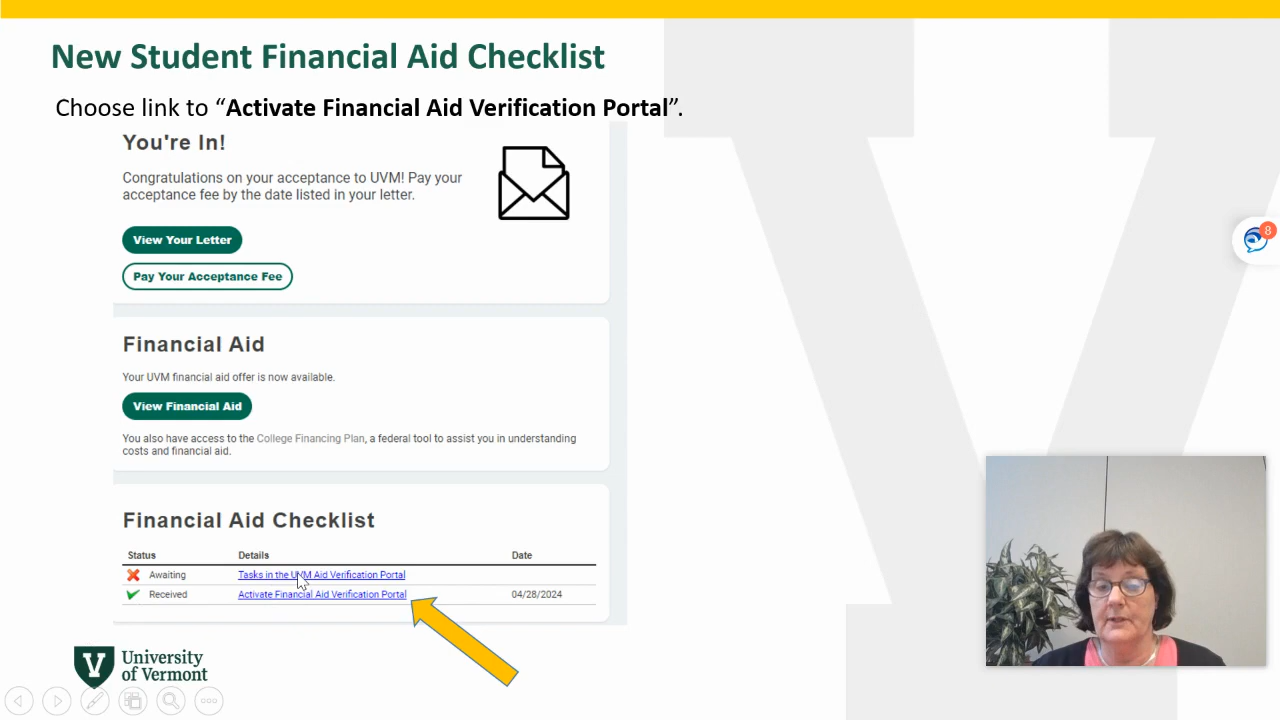 New Student Financial Aid Checklist
Choose link to “Activate Financial Aid Verification Portal”.
You're In!
Congratulations on your acceptance to UVM! Pay your
acceptance fee by the date listed in your letter.
View Your Letter
Pay Your Acceptance Fee
Financial Aid
Your UVM financial aid offer is now available.
View Financial Aid
You also have access to the College Financing Plan, a federal tool to assist you in understanding
costs and financial aid.
Financial Aid Checklist
Status Details Date
Awaiting Tasks in the UVM Aid Verification Portal
Received Activate Financial Aid Verification Portal 04/28/2024
V University
of Vermont
8